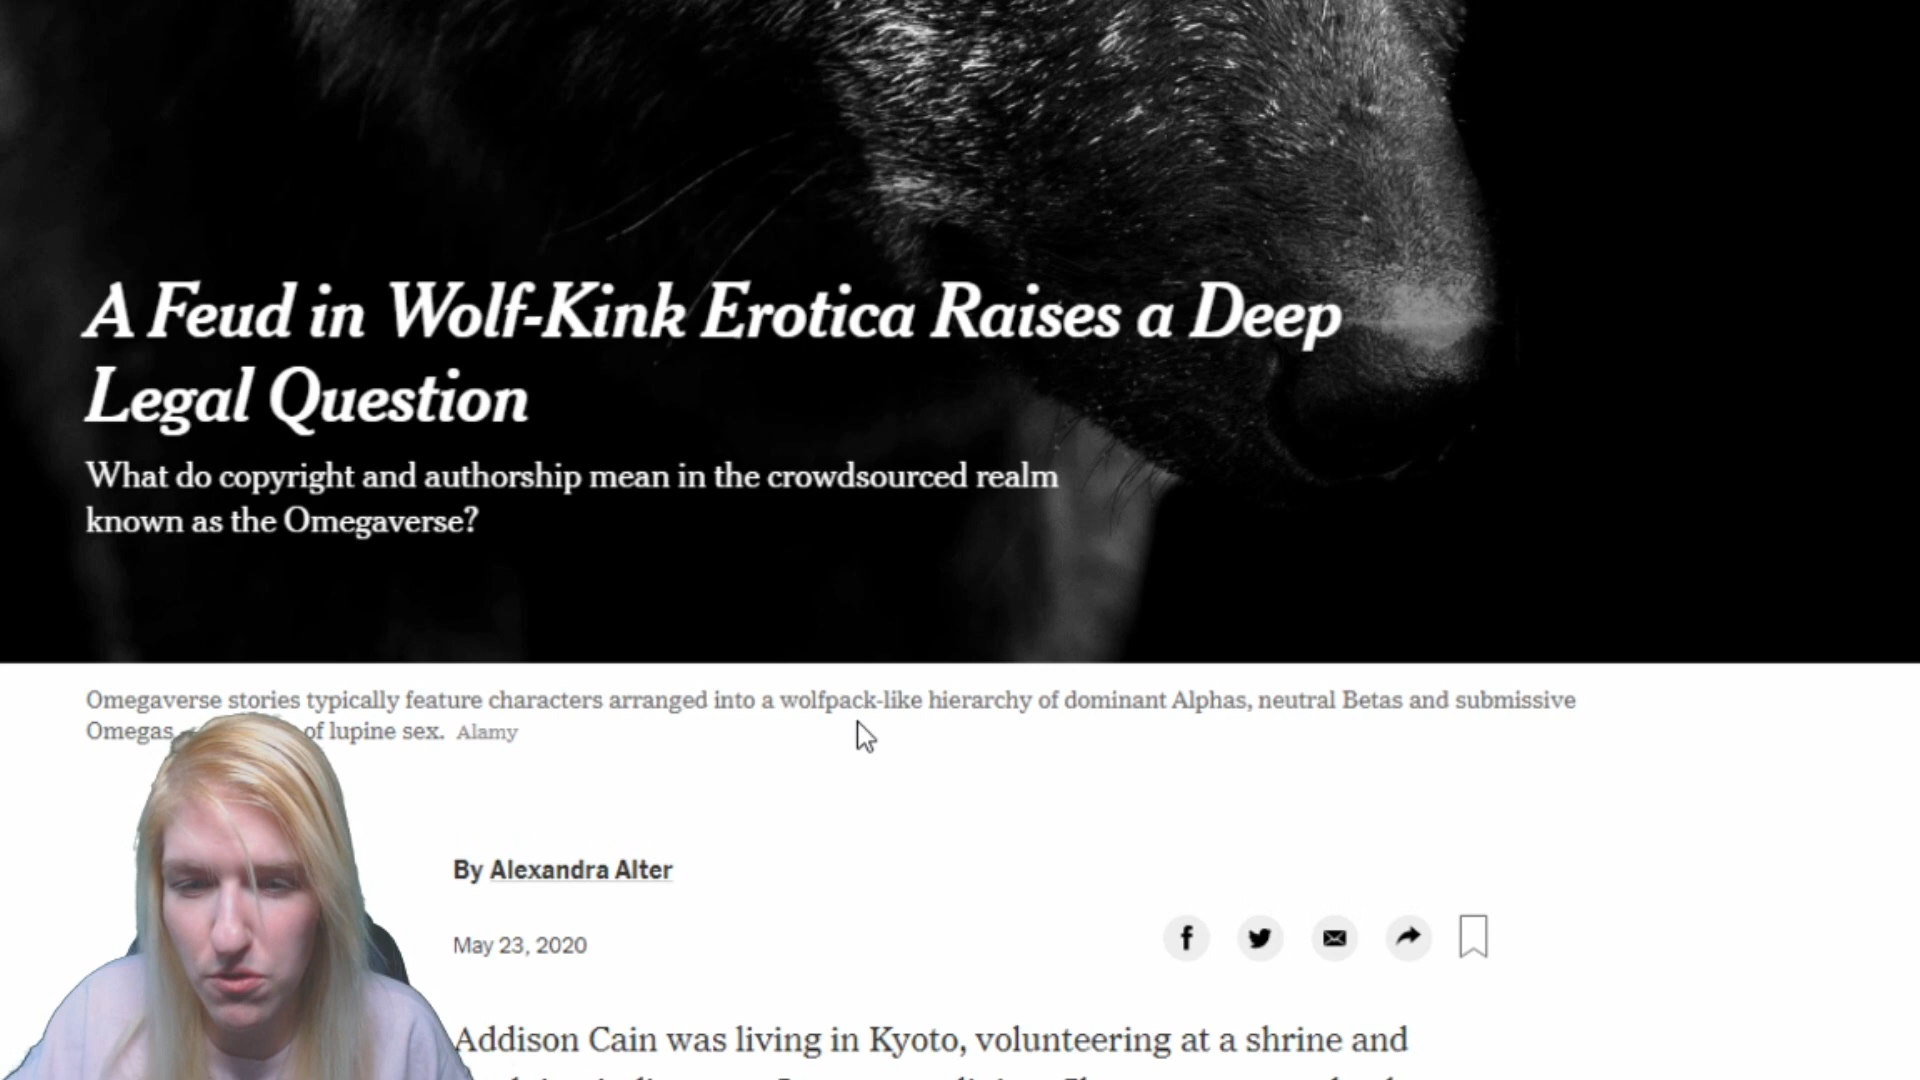 A Feud in Wolf-Kink Erotica Raises a Deep
Legal Question
What do copyright and authorship mean in the crowdsourced realm
known as the Omegaverse?
Omegaverse stories typically feature characters arranged into a wolfpack-like hierarchy of dominant Alphas, neutral Betas and submissive
Omegas of lupine sex. Alamy
By Alexandra Alter
May 23, 2020
Addison Cain was living in Kyoto, volunteering at a shrine and